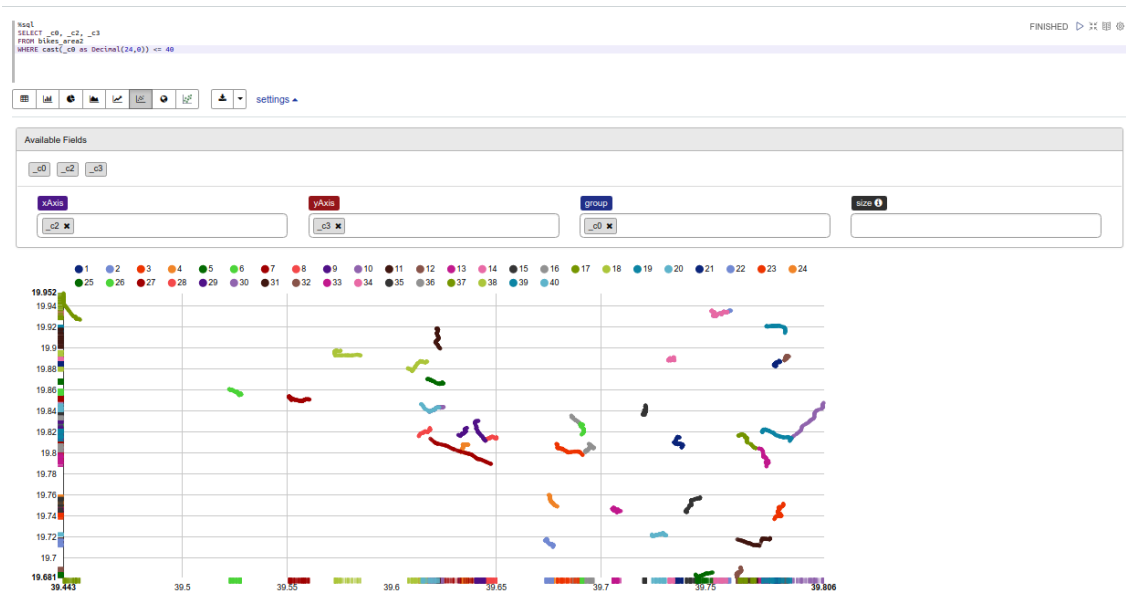 %sql
SELECT _c0, _c2, _c3
FROM bikes_area2
WHERE cast(_c0 as Decimal(24,0)) <= 40
FINISHED
settings
Available Fields
_c0 _c2 _c3
xAxis yAxis group size
_c2 ✖ _c3 ✖ _c0 ✖
1 2 3 4 5 6 7 8 9 10 11 12 13 14 15 16 17 18 19 20 21 22 23 24
25 26 27 28 29 30 31 32 33 34 35 36 37 38 39 40
19.952
19.94
19.92
19.9
19.88
19.86
19.84
19.82
19.8
19.78
19.76
19.74
19.72
19.7
19.681
39.443 39.5 39.55 39.6 39.65 39.7 39.75 39.806